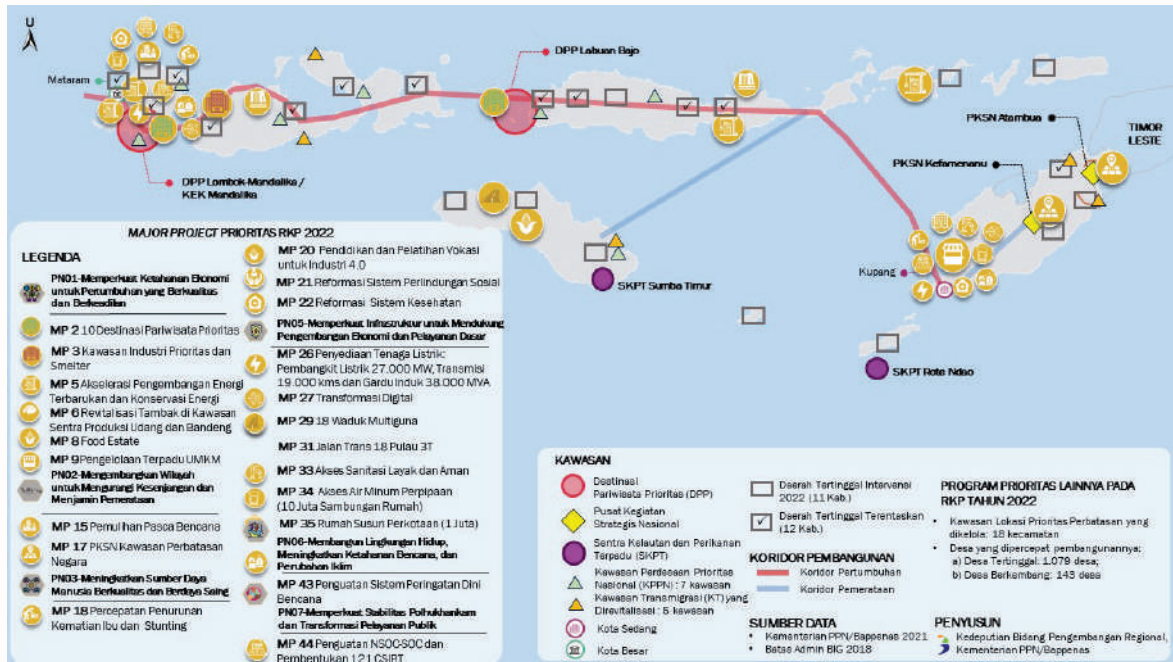 U
Mataram
DPP Labuan Bajo
DPP Lombok-Mandalika /
KEK Mandalika
PKSN Atambua
TIMOR
LESTE
PKSN Kefamenanu
Kupang
SKPT Sumba Timur
SKPT Rote Ndao
MAJOR PROJECT PRIORITAS RKP 2022
LEGENDA
PN01-Memperkuat Ketahanan Ekonomi
untuk Pertumbuhan yang Berkualitas
dan Berkeadilan
MP 2 10 Destinasi Pariwisata Prioritas
MP 3 Kawasan Industri Prioritas dan
Smelter
MP 5 Akselerasi Pengembangan Energi
Terbarukan dan Konservasi Energi
MP 6 Revitalisasi Tambak di Kawasan
Sentra Produksi Udang dan Bandeng
MP 8 Food Estate
MP 9 Pengelolaan Terpadu UMKM
PN02-Mengembangkan Wilayah
untuk Mengurangi Kesenjangan dan
Menjamin Pemerataan
MP 15 Pemulihan Pasca Bencana
MP 17 PKSN Kawasan Perbatasan
Negara
PN03-Meningkatkan Sumber Daya
Manusia Berkualitas dan Berdaya Saing
MP 18 Percepatan Penurunan
Kematian Ibu dan Stunting
MP 20 Pendidikan dan Pelatihan Vokasi
untuk Industri 4.0
MP 21 Reformasi Sistem Perlindungan Sosial
MP 22 Reformasi Sistem Kesehatan
PN05-Memperkuat Infrastruktur untuk Mendukung
Pengembangan Ekonomi dan Pelayanan Dasar
MP 26 Penyediaan Tenaga Listrik:
Pembangkit Listrik 27.000 MW, Transmisi
19.000 kms dan Gardu Induk 38.000 MVA
MP 27 Transformasi Digital
MP 29 18 Waduk Multiguna
MP 31 Jalan Trans 18 Pulau 3T
MP 33 Akses Sanitasi Layak dan Aman
MP 34 Akses Air Minum Perpipaan
(10 Juta Sambungan Rumah)
MP 35 Rumah Susun Perkotaan (1 Juta)
PN06-Membangun Lingkungan Hidup,
Meningkatkan Ketahanan Bencana, dan
Perubahan Iklim
MP 43 Penguatan Sistem Peringatan Dini
Bencana
PN07-Memperkuat Stabilitas Polhukhankam
dan Transformasi Pelayanan Publik
MP 44 Penguatan NSOC-SOC dan
Pembentukan 121 CSIRT
KAWASAN
Destinasi
Pariwisata Prioritas (DPP)
Pusat Kegiatan
Strategis Nasional
Sentra Kelautan dan Perikanan
Terpadu (SKPT)
Kawasan Perdesaan Prioritas
Nasional (KPPN) : 7 kawasan
Kawasan Transmigrasi (KT) yang
Direvitalisasi : 5 kawasan
Kota Sedang
Kota Besar
Daerah Tertinggal Intervensi
2022 (11 Kab.)
Daerah Tertinggal Terentaskan
(12 Kab.)
KORIDOR PEMBANGUNAN
Koridor Pertumbuhan
Koridor Pemerataan
SUMBER DATA
• Kementerian PPN/Bappenas 2021
• Batas Admin BIG 2018
PROGRAM PRIORITAS LAINNYA PADA
RKP TAHUN 2022
• Kawasan Lokasi Prioritas Perbatasan yang
dikelola: 18 kecamatan
• Desa yang dipercepat pembangunannya:
a) Desa Tertinggal: 1.079 desa;
b) Desa Berkembang: 143 desa
PENYUSUN
Kedeputian Bidang Pengembangan Regional,
Kementerian PPN/Bappenas